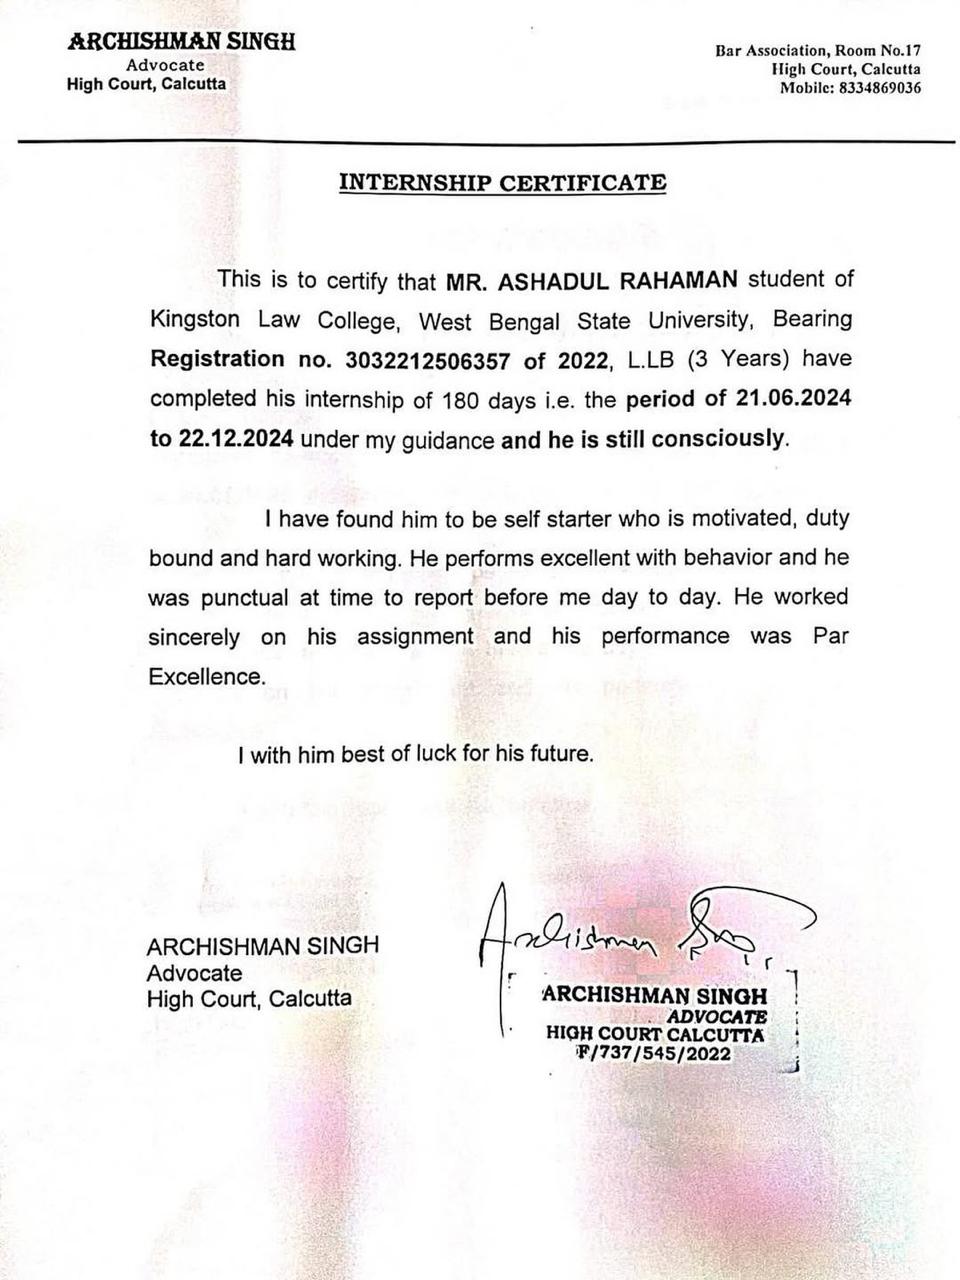 ARCHISHMAN SINGH
Advocate
High Court, Calcutta
Bar Association, Room No.17
High Court, Calcutta
Mobile: 8334869036
INTERNSHIP CERTIFICATE
This is to certify that MR. ASHADUL RAHAMAN student of
Kingston Law College, West Bengal State University, Bearing
Registration no. 3032212506357 of 2022, L.LB (3 Years) have
completed his internship of 180 days i.e. the period of 21.06.2024
to 22.12.2024 under my guidance and he is still consciously.
I have found him to be self starter who is motivated, duty
bound and hard working. He performs excellent with behavior and he
was punctual at time to report before me day to day. He worked
sincerely on his assignment and his performance was Par
Excellence.
I with him best of luck for his future.
Archishman
ARCHISHMAN SINGH
Advocate
High Court, Calcutta
ARCHISHMAN SINGH
ADVOCATE
HIGH COURT CALCUTTA
F/737/545/2022